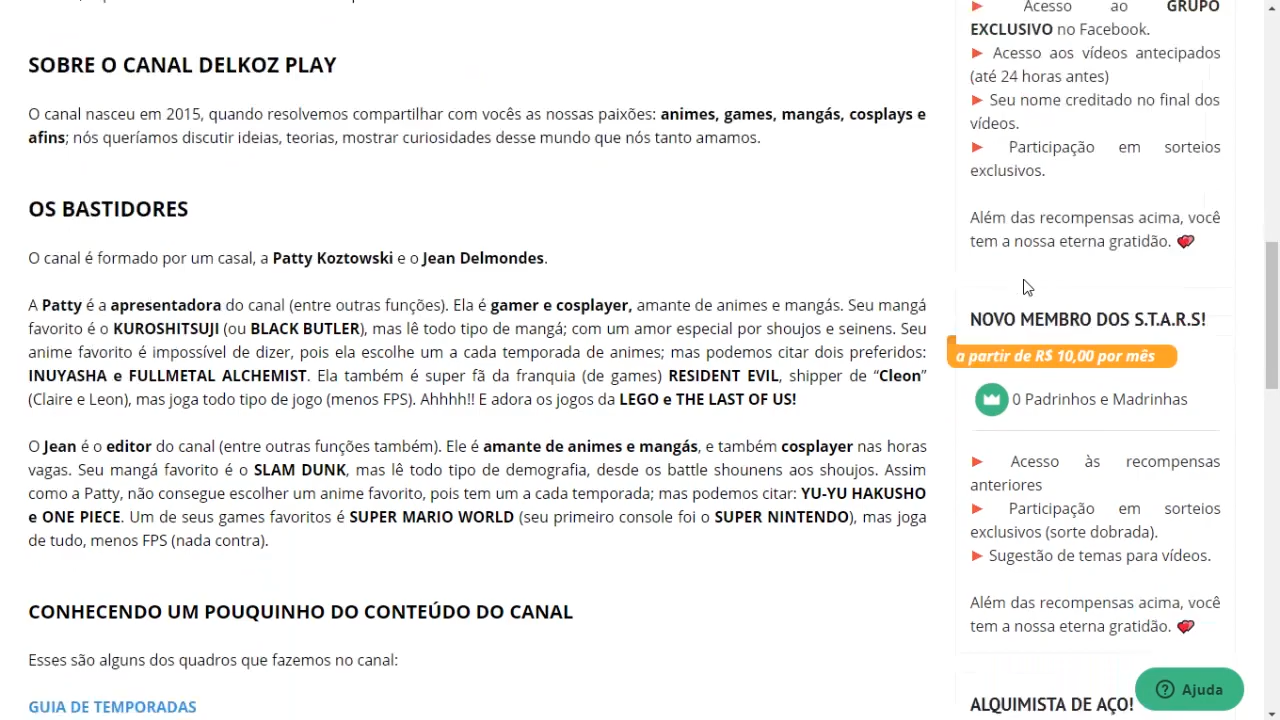 SOBRE O CANAL DELKOZ PLAY
O canal nasceu em 2015, quando resolvemos compartilhar com vocês as nossas paixões: animes, games, mangás, cosplays e
afins; nós queríamos discutir ideias, teorias, mostrar curiosidades desse mundo que nós tanto amamos.
OS BASTIDORES
O canal é formado por um casal, a Patty Koztowski e o Jean Delmondes.
A Patty é a apresentadora do canal (entre outras funções). Ela é gamer e cosplayer, amante de animes e mangás. Seu mangá
favorito é o KUROSHITSUJI (ou BLACK BUTLER), mas lê todo tipo de mangá; com um amor especial por shoujos e seinens. Seu
anime favorito é impossível de dizer, pois ela escolhe um a cada temporada de animes; mas podemos citar dois preferidos:
INUYASHA e FULLMETAL ALCHEMIST. Ela também é super fã da franquia (de games) RESIDENT EVIL, shipper de “Cleon”
(Claire e Leon), mas joga todo tipo de jogo (menos FPS). Ahhhh!! E adora os jogos da LEGO e THE LAST OF US!
O Jean é o editor do canal (entre outras funções também). Ele é amante de animes e mangás, e também cosplayer nas horas
vagas. Seu mangá favorito é o SLAM DUNK, mas lê todo tipo de demografia, desde os battle shounens aos shoujos. Assim
como a Patty, não consegue escolher um anime favorito, pois tem um a cada temporada; mas podemos citar: YU-YU HAKUSHO
e ONE PIECE. Um de seus games favoritos é SUPER MARIO WORLD (seu primeiro console foi o SUPER NINTENDO), mas joga
de tudo, menos FPS (nada contra).
CONHECENDO UM POUQUINHO DO CONTEÚDO DO CANAL
Esses são alguns dos quadros que fazemos no canal:
GUIA DE TEMPORADAS
► Acesso ao GRUPO
EXCLUSIVO no Facebook.
► Acesso aos vídeos antecipados
(até 24 horas antes)
► Seu nome creditado no final dos
vídeos.
► Participação em sorteios
exclusivos.
Além das recompensas acima, você
tem a nossa eterna gratidão. 💕
NOVO MEMBRO DOS S.T.A.R.S!
a partir de R$ 10,00 por mês
0 Padrinhos e Madrinhas
► Acesso às recompensas
anteriores
► Participação em sorteios
exclusivos (sorte dobrada).
► Sugestão de temas para vídeos.
Além das recompensas acima, você
tem a nossa eterna gratidão. 💕
ALQUIMISTA DE AÇO!
Ajuda